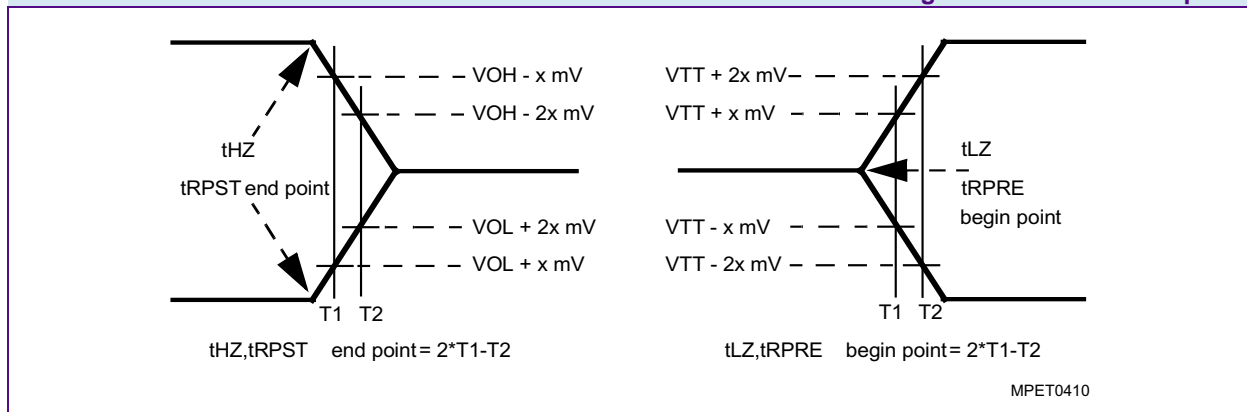 VOH - x mV
VOH - 2x mV
tHZ
tRPST end point
VOL + 2x mV
VOL + x mV
T1 T2
tHZ,tRPST end point= 2*T1-T2
VTT + 2x mV
VTT + x mV
tLZ
tRPRE
begin point
VTT - x mV
VTT - 2x mV
T1 T2
tLZ,tRPRE begin point= 2*T1-T2
MPET0410